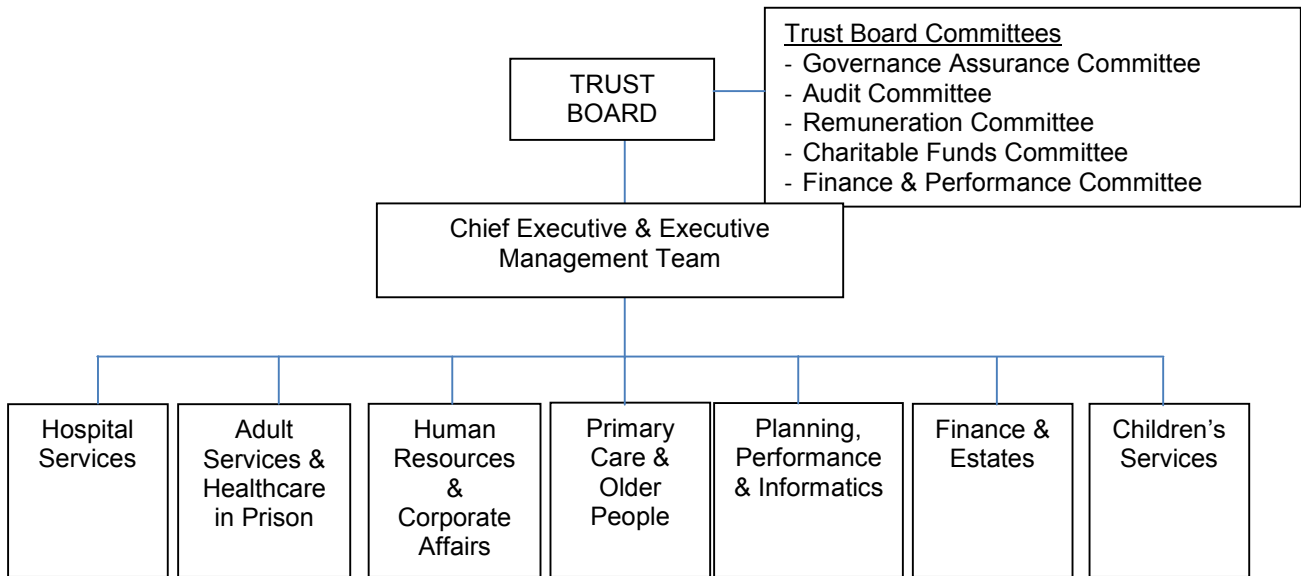 Trust Board Committees
- Governance Assurance Committee
- Audit Committee
- Remuneration Committee
- Charitable Funds Committee
- Finance & Performance Committee
TRUST
BOARD
Chief Executive & Executive
Management Team
Hospital
Services
Adult
Services &
Healthcare
in Prison
Human
Resources
&
Corporate
Affairs
Primary
Care &
Older
People
Planning,
Performance
& Informatics
Finance &
Estates
Children’s
Services